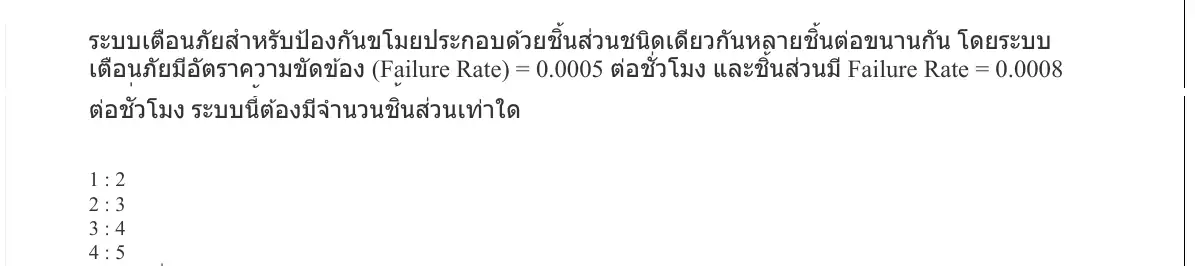 ระบบเตือนภัยสำหรับป้องกันขโมยประกอบด้วยชิ้นส่วนชนิดเดียวกันหลายชิ้นต่อขนานกัน โดยระบบ
เตือนภัยมีอัตราความขัดข้อง (Failure Rate) = 0.0005 ต่อชั่วโมง และชิ้นส่วนมี Failure Rate = 0.0008
ต่อชั่วโมง ระบบนี้ต้องมีจำนวนชิ้นส่วนเท่าใด
1 : 2
2 : 3
3 : 4
4 : 5